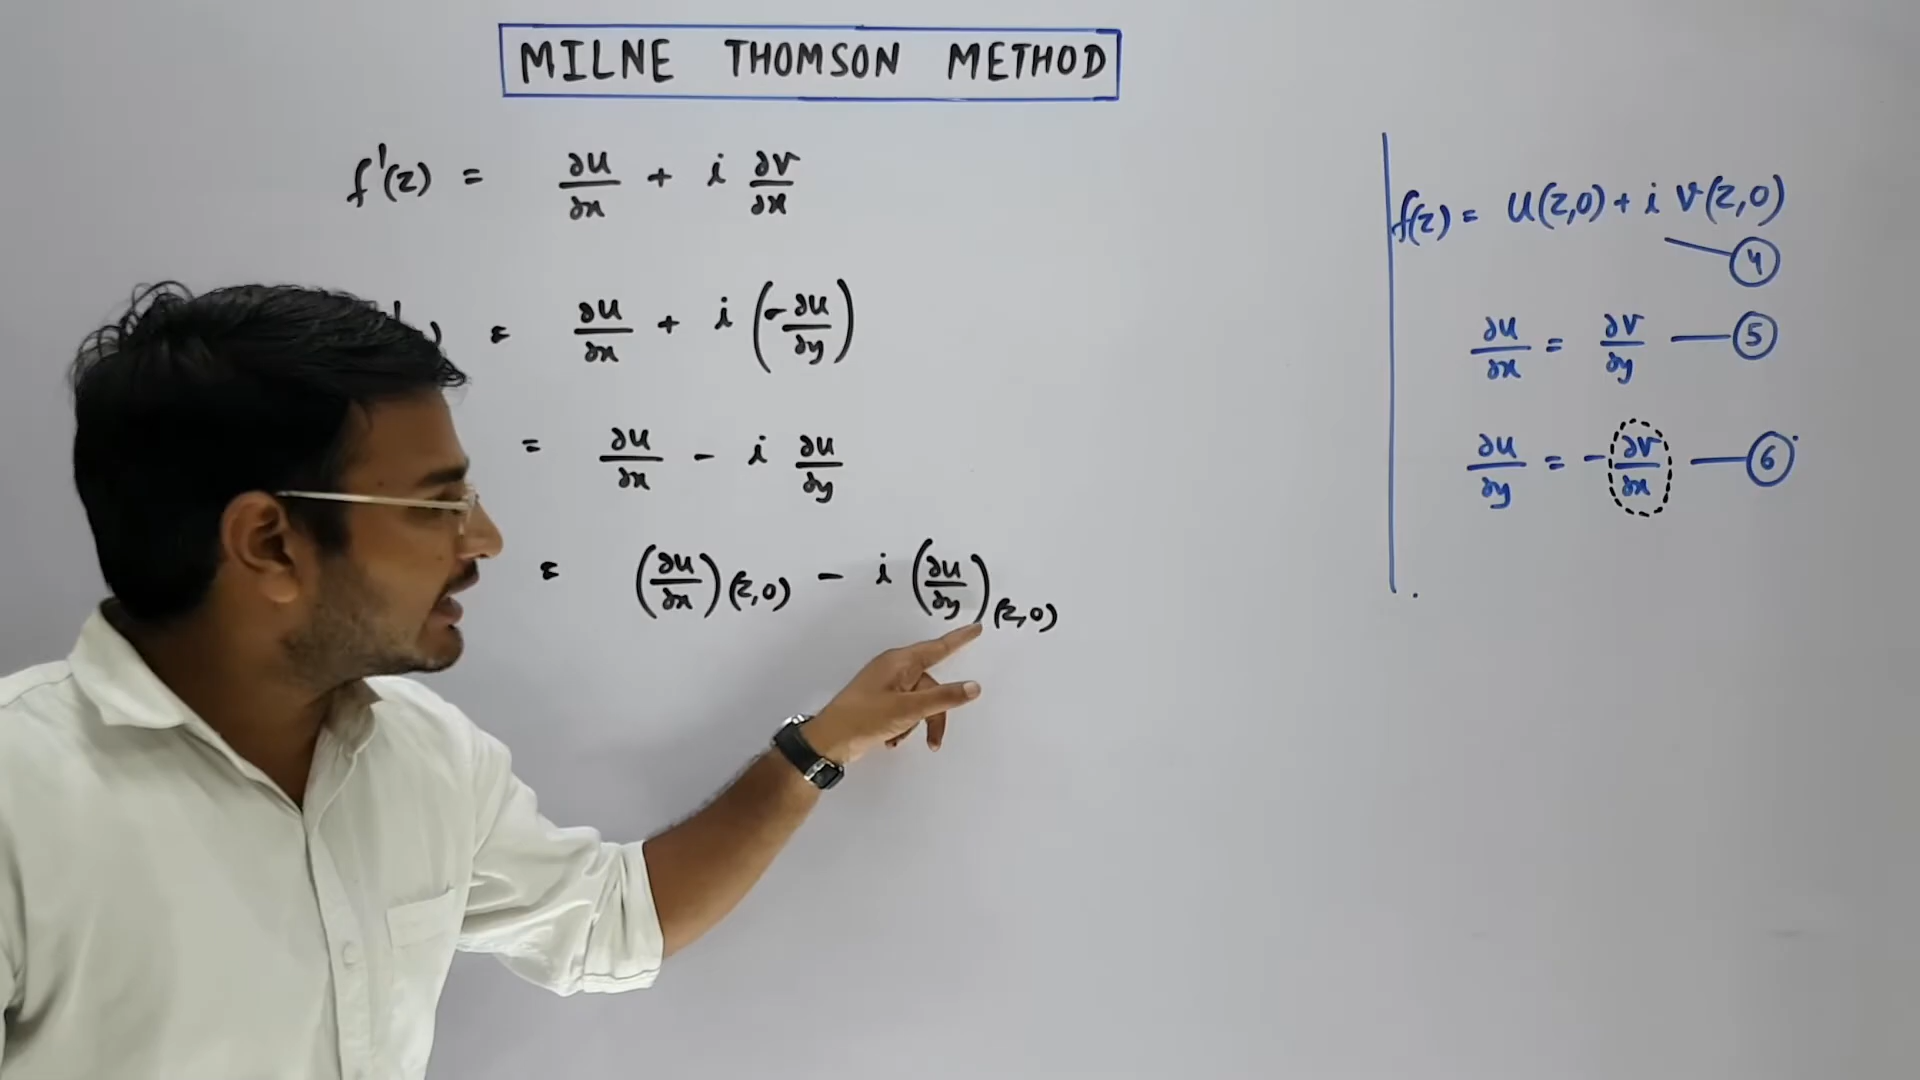 MILNE THOMSON METHOD
f'(z) = ∂u/∂x + i ∂v/∂x
= ∂u/∂x + i (-∂u/∂y)
= ∂u/∂x - i ∂u/∂y
= (∂u/∂x)(z,0) - i (∂u/∂y)(z,0)
f(z) = u(z,0) + i v(z,0)
— 4
∂u/∂x = ∂v/∂y — 5
∂u/∂y = -∂v/∂x — 6